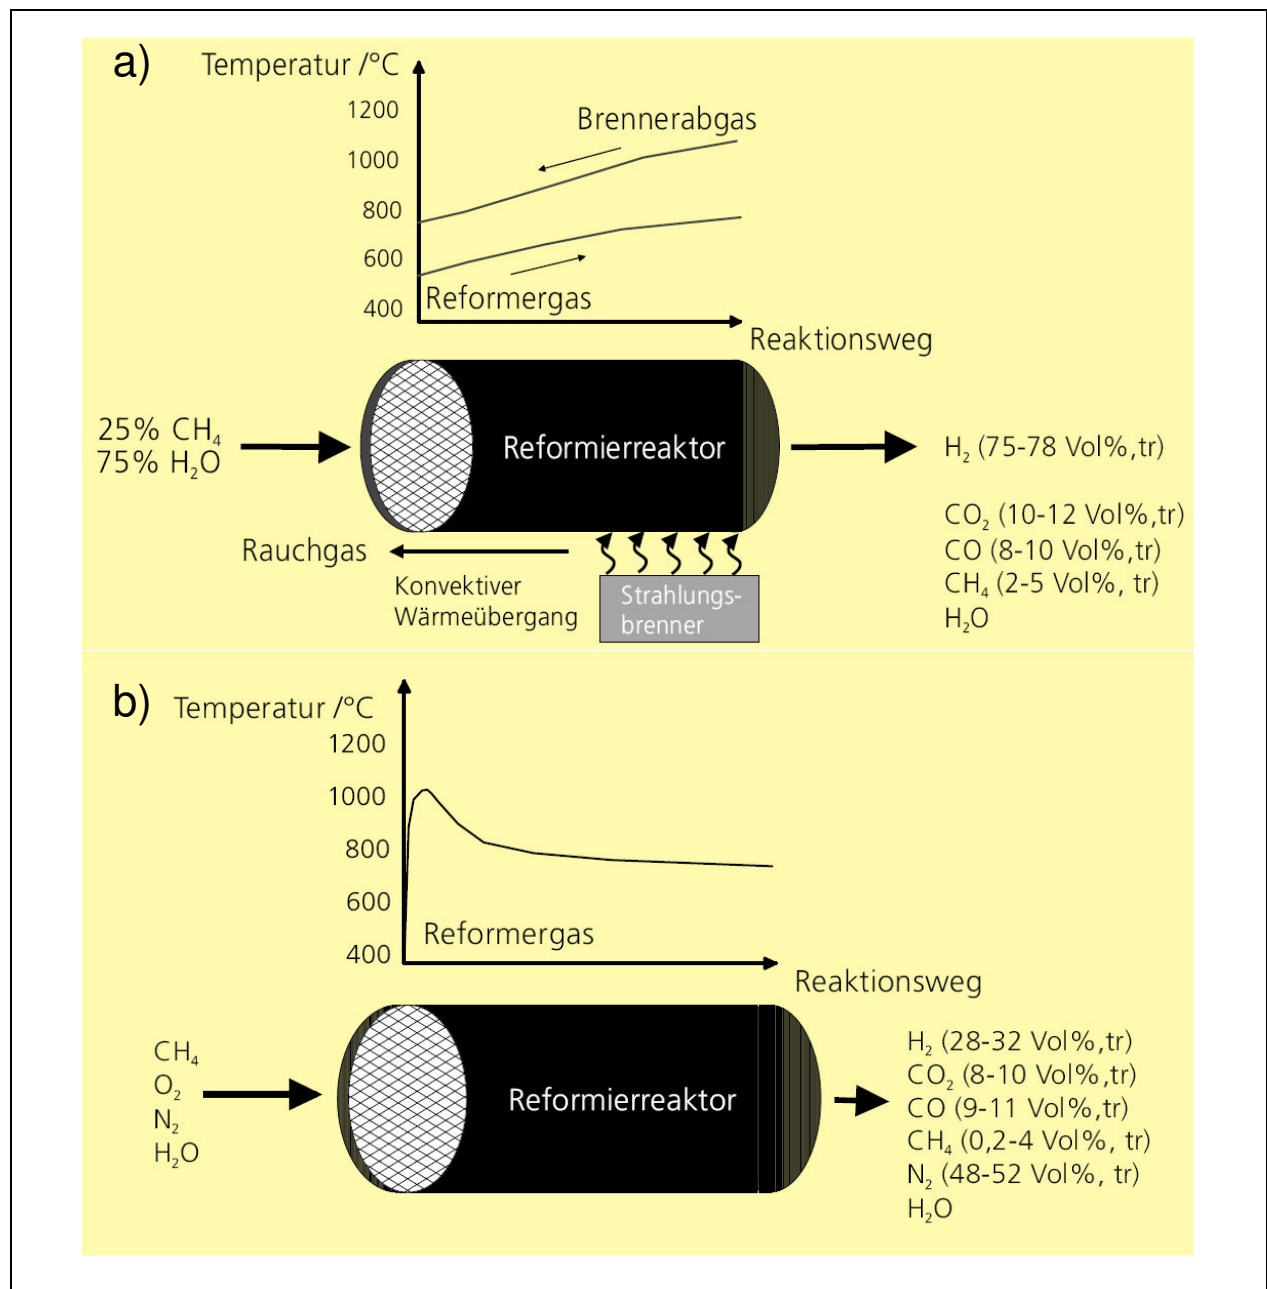 a)
Temperatur /°C
1200
1000
800
600
400
Brennerabgas
Reformergas
Reaktionsweg
25% CH₄
75% H₂O
Reformierreaktor
H₂ (75-78 Vol%,tr)
CO₂ (10-12 Vol%,tr)
CO (8-10 Vol%,tr)
CH₄ (2-5 Vol%, tr)
H₂O
Rauchgas
Konvektiver
Wärmeübergang
Strahlungs-
brenner
b)
Temperatur /°C
1200
1000
800
600
400
Reformergas
Reaktionsweg
CH₄
O₂
N₂
H₂O
Reformierreaktor
H₂ (28-32 Vol%,tr)
CO₂ (8-10 Vol%,tr)
CO (9-11 Vol%,tr)
CH₄ (0,2-4 Vol%, tr)
N₂ (48-52 Vol%, tr)
H₂O